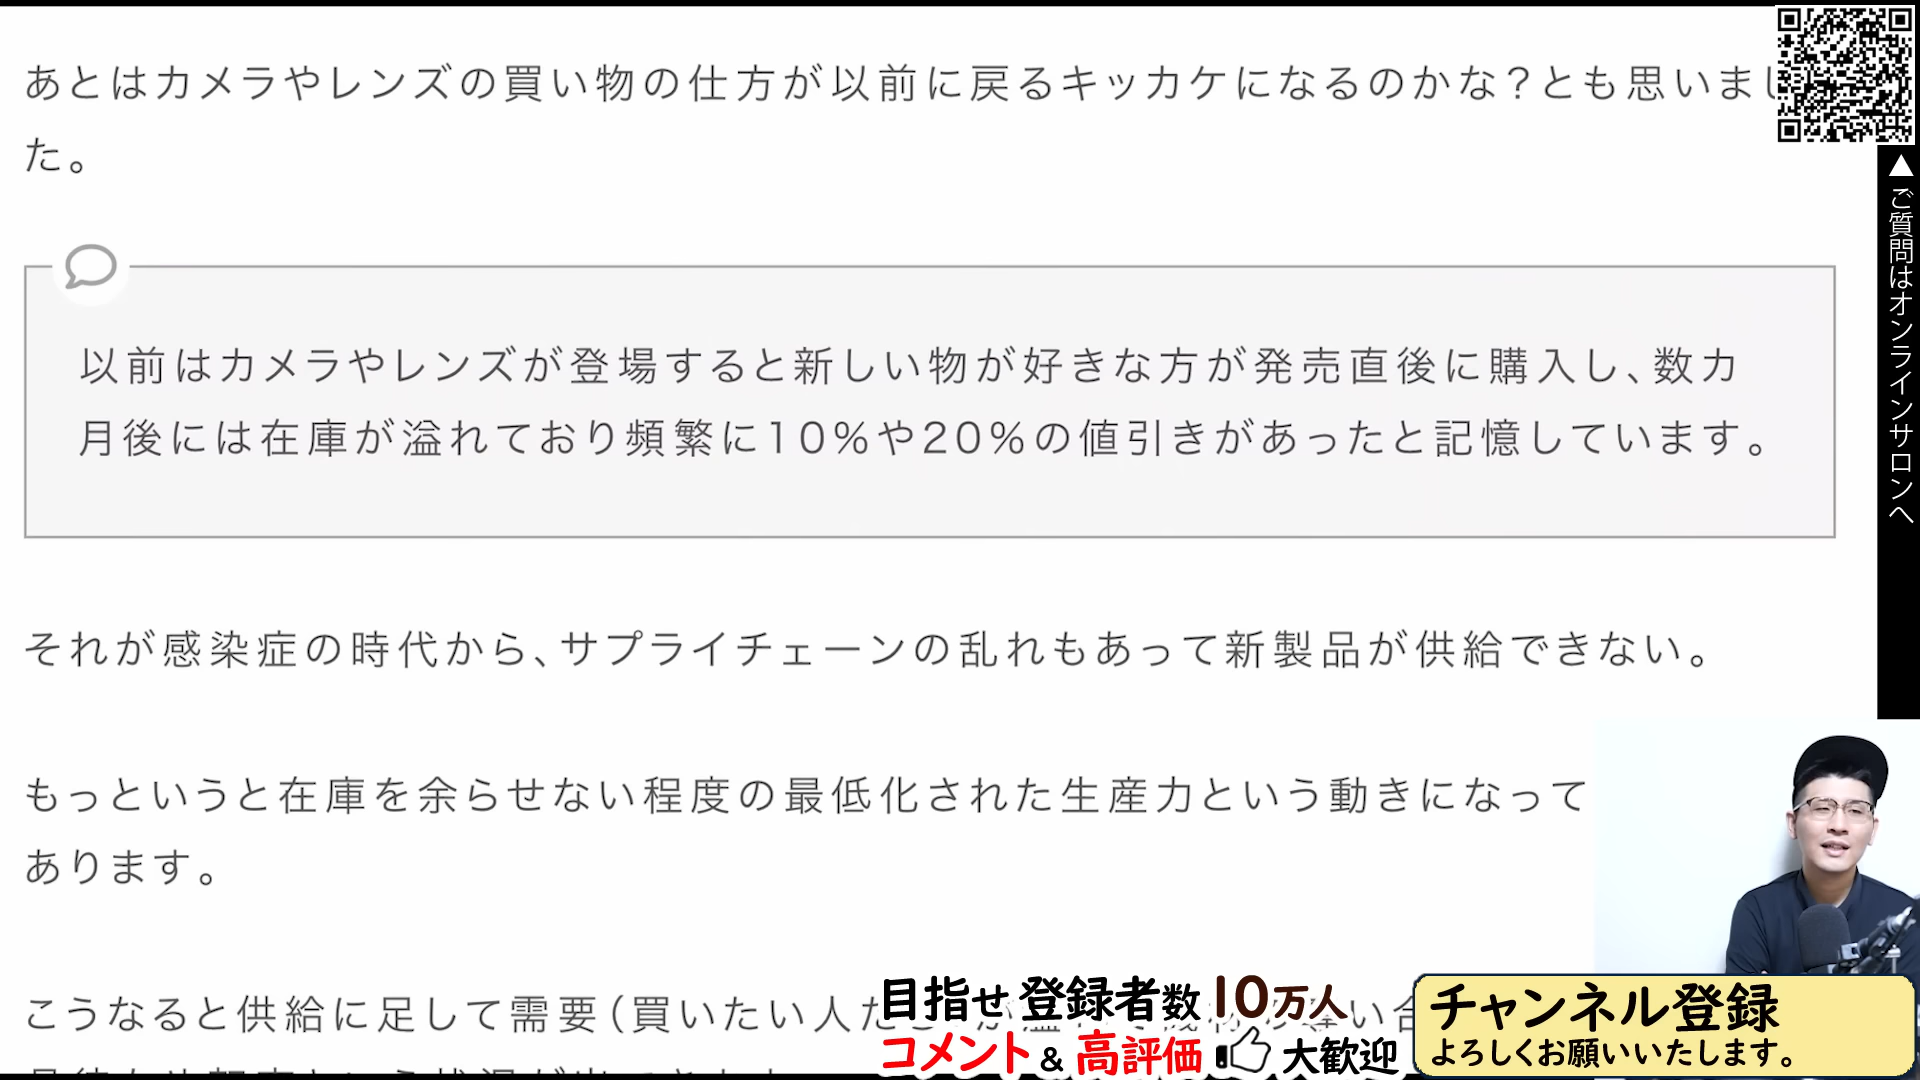 あとはカメラやレンズの買い物の仕方が以前に戻るキッカケになるのかな？とも思いまし
た。
以前はカメラやレンズが登場すると新しい物が好きな方が発売直後に購入し、数カ
月後には在庫が溢れており頻繁に10％や20％の値引きがあったと記憶しています。
それが感染症の時代から、サプライチェーンの乱れもあって新製品が供給できない。
もっというと在庫を余らせない程度の最低化された生産力という動きになって
あります。
こうなると供給に足して需要（買いたい人た
▲ご質問はオンラインサロンへ
目指せ 登録者数 10万人
コメント & 高評価 大歓迎
チャンネル登録
よろしくお願いいたします。